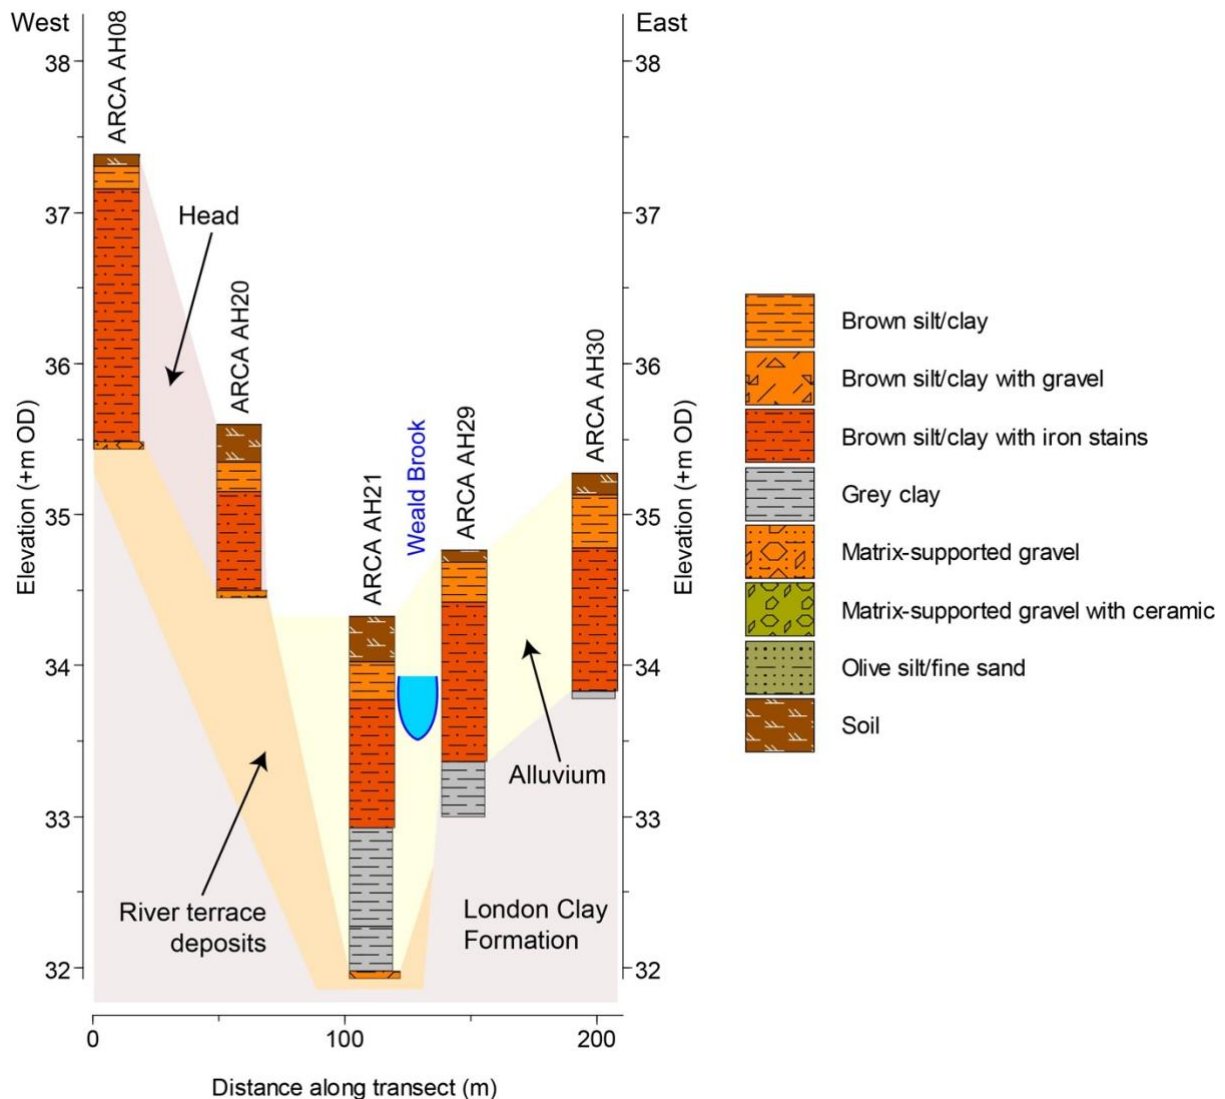 West
East
ARCA AH08
38
38
37
37
Head
ARCA AH20
36
36
ARCA AH30
Weald Brook
ARCA AH29
ARCA AH21
35
35
Elevation (+m OD)
Elevation (+m OD)
34
34
Alluvium
33
33
River terrace
deposits
London Clay
Formation
32
32
0
100
200
Distance along transect (m)
Brown silt/clay
Brown silt/clay with gravel
Brown silt/clay with iron stains
Grey clay
Matrix-supported gravel
Matrix-supported gravel with ceramic
Olive silt/fine sand
Soil